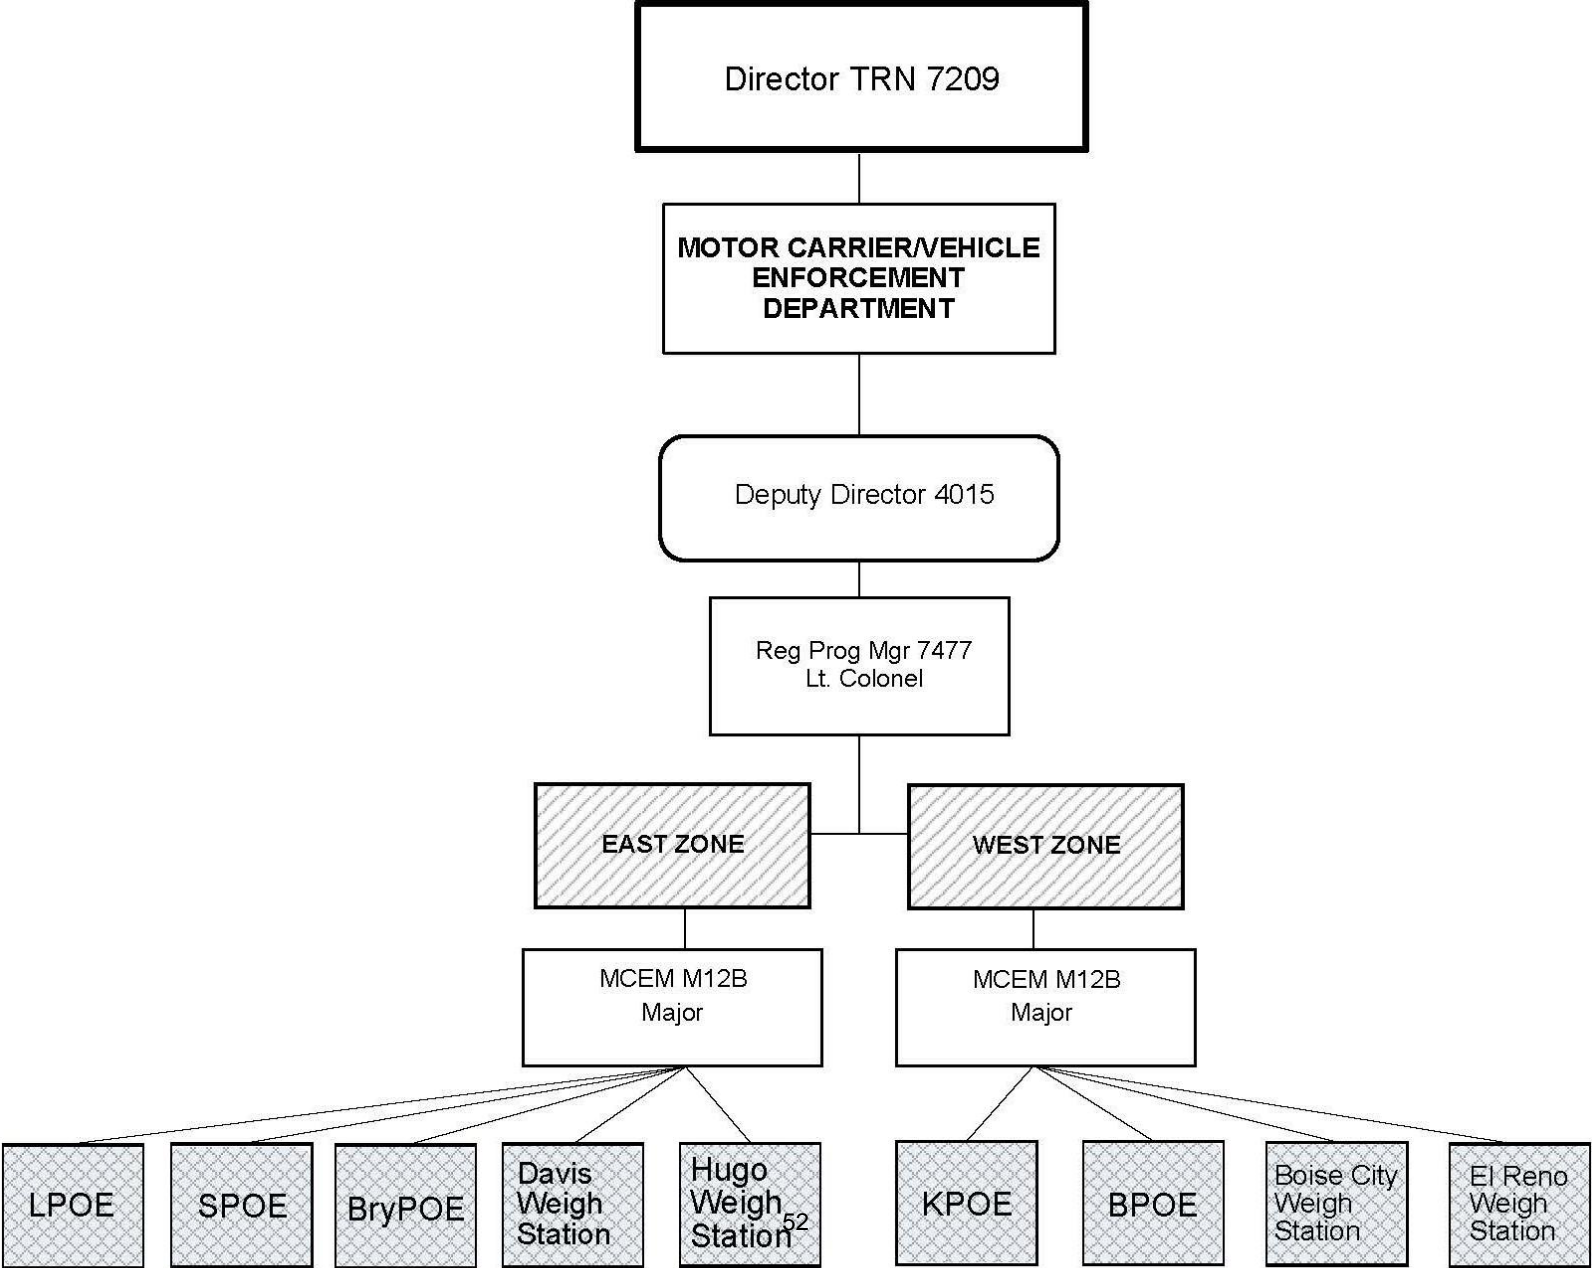 Director TRN 7209
MOTOR CARRIER/VEHICLE
ENFORCEMENT
DEPARTMENT
Deputy Director 4015
Reg Prog Mgr 7477
Lt. Colonel
EAST ZONE
WEST ZONE
MCEM M12B
Major
MCEM M12B
Major
LPOE
SPOE
BryPOE
Davis
Weigh
Station
Hugo
Weigh
Station
52
KPOE
BPOE
Boise City
Weigh
Station
El Reno
Weigh
Station